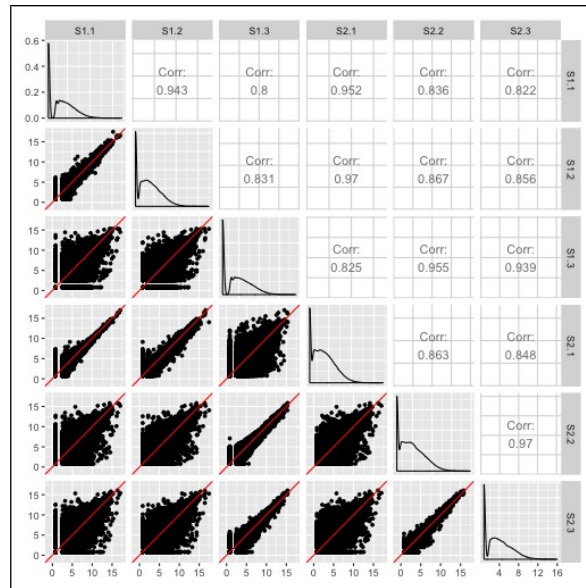 S1.1 S1.2 S1.3 S2.1 S2.2 S2.3
0.6
0.4
0.2
0.0
Corr:
0.943
Corr:
0.8
Corr:
0.952
Corr:
0.836
Corr:
0.822
S1.1
15
10
5
0
Corr:
0.831
Corr:
0.97
Corr:
0.867
Corr:
0.856
S1.2
15
10
5
0
Corr:
0.825
Corr:
0.955
Corr:
0.939
S1.3
15
10
5
0
Corr:
0.863
Corr:
0.848
S2.1
15
10
5
0
Corr:
0.97
S2.2
15
10
5
0
S2.3
0 5 10 15 0 5 10 15 0 5 10 15 0 5 10 15 0 5 10 15 4 8 12 16